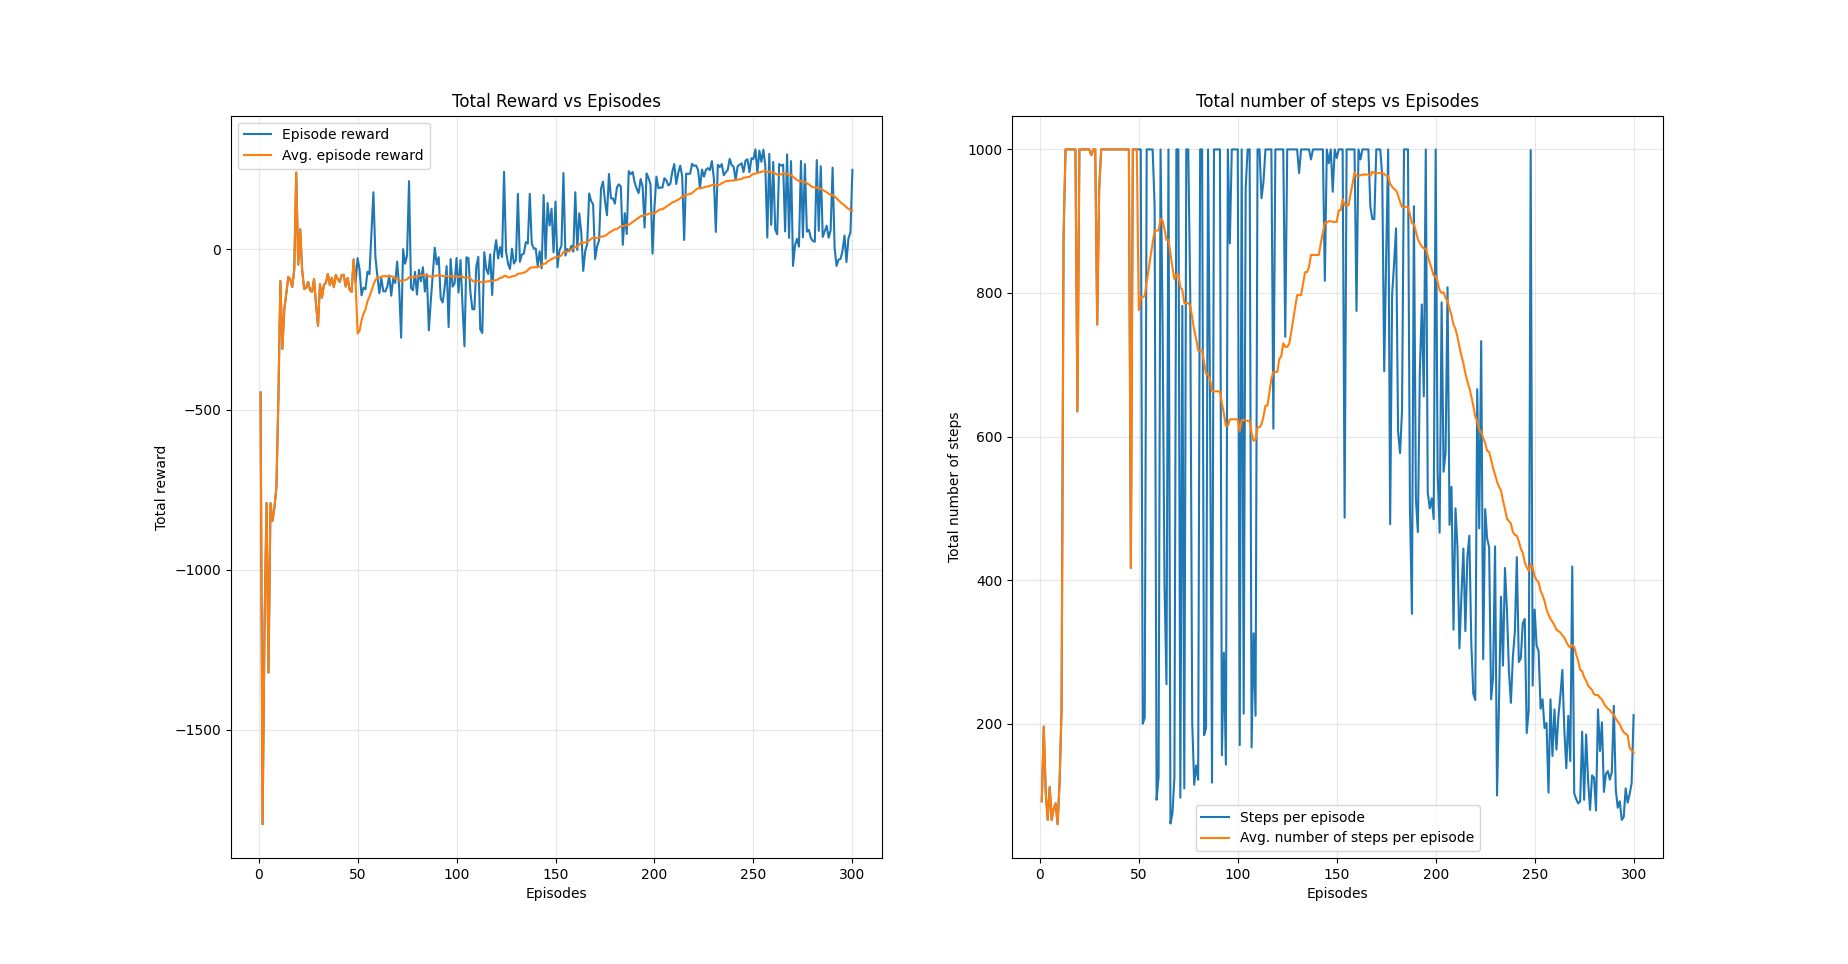 Total Reward vs Episodes
Episode reward
Avg. episode reward
0
−500
−1000
−1500
Total reward
0 50 100 150 200 250 300
Episodes
Total number of steps vs Episodes
1000
800
600
400
200
Total number of steps
Steps per episode
Avg. number of steps per episode
0 50 100 150 200 250 300
Episodes